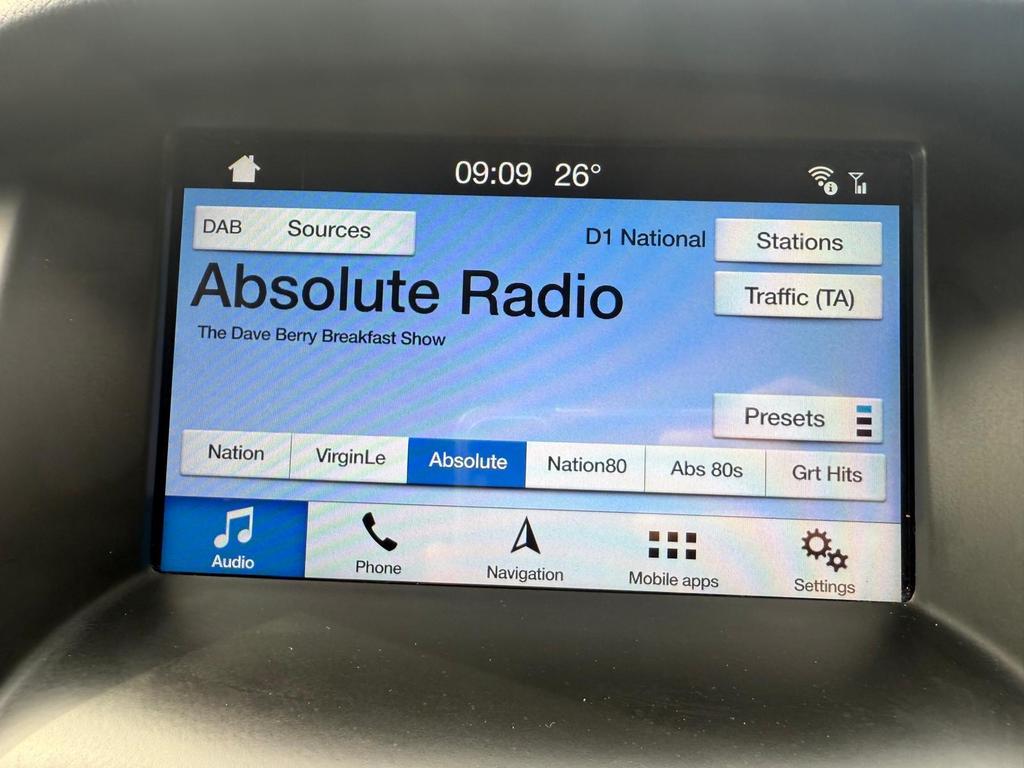 09:09 26°
DAB Sources
D1 National Stations
Absolute Radio
Traffic (TA)
The Dave Berry Breakfast Show
Presets
Nation VirginLe Absolute Nation80 Abs 80s Grt Hits
Audio Phone Navigation Mobile apps Settings